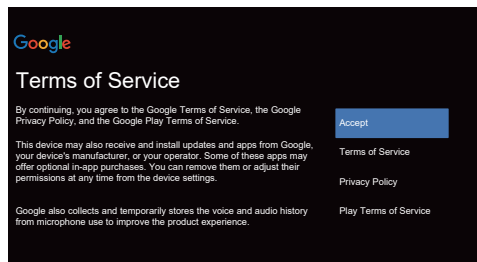 Google
Terms of Service
By continuing, you agree to the Google Terms of Service, the Google
Privacy Policy, and the Google Play Terms of Service.
This device may also receive and install updates and apps from Google,
your device's manufacturer, or your operator. Some of these apps may
offer optional in-app purchases. You can remove them or adjust their
permissions at any time from the device settings.
Google also collects and temporarily stores the voice and audio history
from microphone use to improve the product experience.
Accept
Terms of Service
Privacy Policy
Play Terms of Service